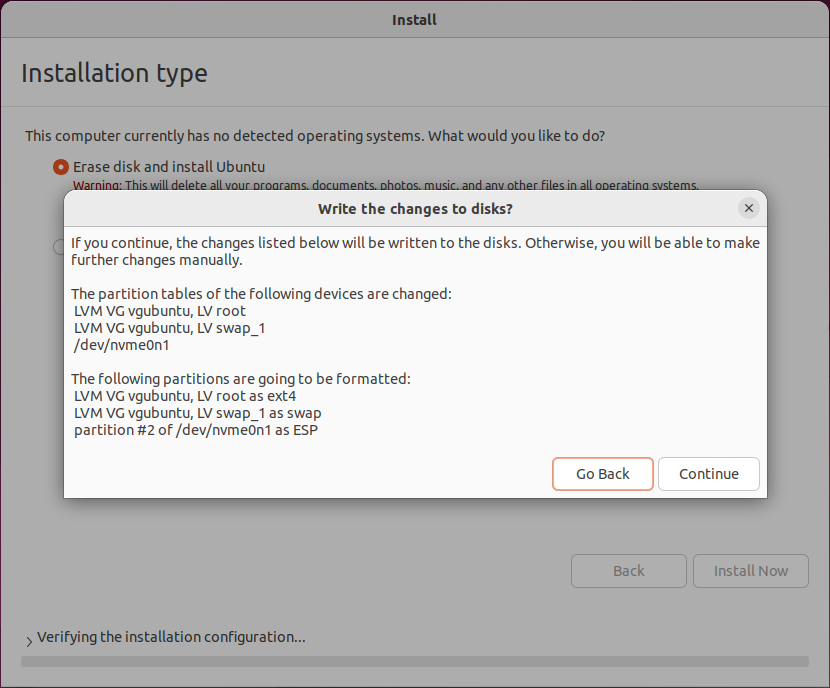 Install
Installation type
This computer currently has no detected operating systems. What would you like to do?
Erase disk and install Ubuntu
Warning: This will delete all your programs, documents, photos, music, and any other files in all operating systems.
Write the changes to disks?
If you continue, the changes listed below will be written to the disks. Otherwise, you will be able to make
further changes manually.
The partition tables of the following devices are changed:
LVM VG vgubuntu, LV root
LVM VG vgubuntu, LV swap_1
/dev/nvme0n1
The following partitions are going to be formatted:
LVM VG vgubuntu, LV root as ext4
LVM VG vgubuntu, LV swap_1 as swap
partition #2 of /dev/nvme0n1 as ESP
Go Back
Continue
Back
Install Now
Verifying the installation configuration...